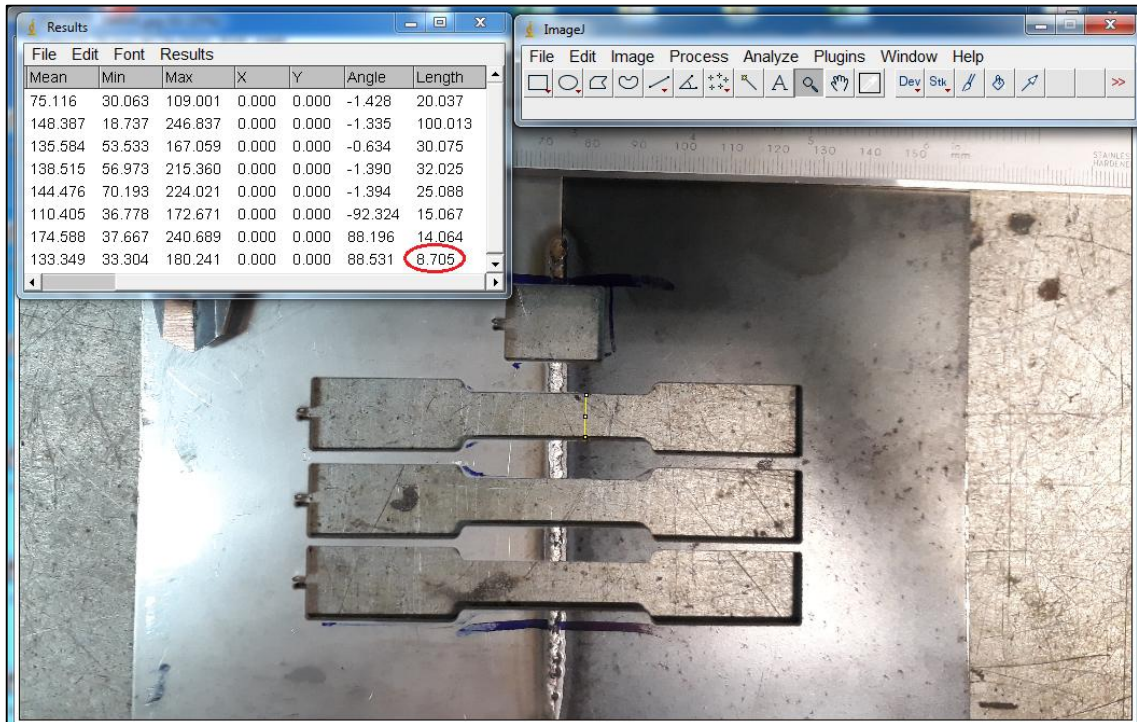 Results
File Edit Font Results
Mean Min Max X Y Angle Length
75.116 30.063 109.001 0.000 0.000 -1.428 20.037
148.387 18.737 246.837 0.000 0.000 -1.335 100.013
135.584 53.533 167.059 0.000 0.000 -0.634 30.075
138.515 56.973 215.360 0.000 0.000 -1.390 32.025
144.476 70.193 224.021 0.000 0.000 -1.394 25.088
110.405 36.778 172.671 0.000 0.000 -92.324 15.067
174.588 37.667 240.689 0.000 0.000 88.196 14.064
133.349 33.304 180.241 0.000 0.000 88.531 8.705
ImageJ
File Edit Image Process Analyze Plugins Window Help
A Dev Stk >>
70 80 90 100 110 120 130 140 150 mm
STAINLES
HARDENE